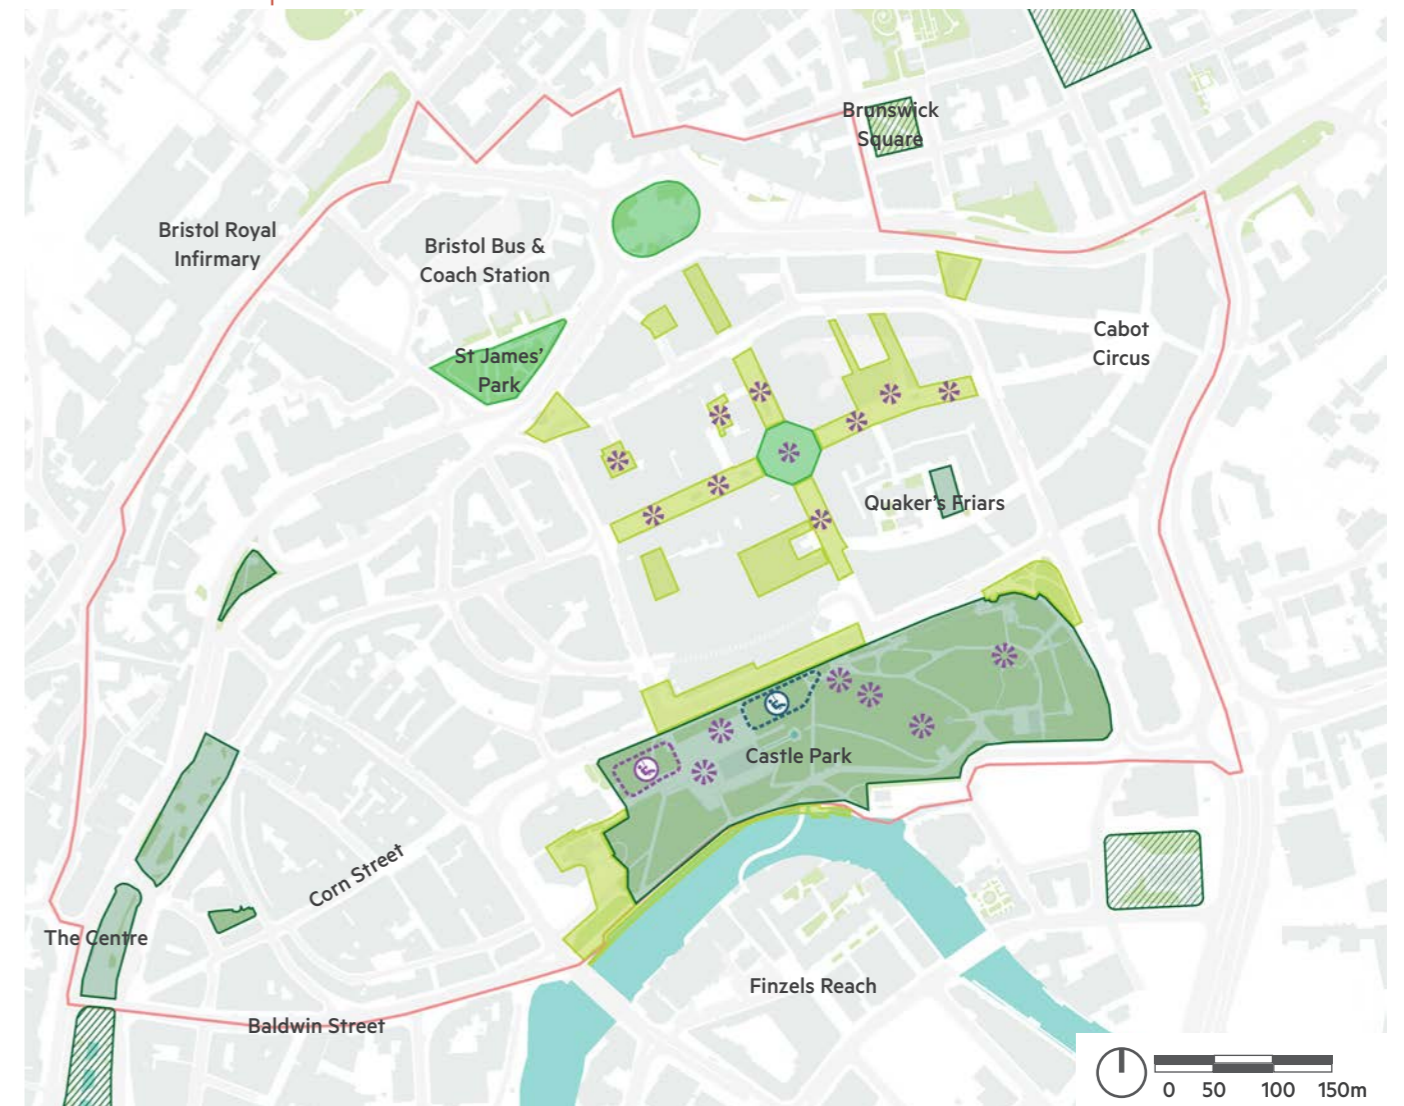 Brunswick
Square
Bristol Royal
Infirmary
Bristol Bus &
Coach Station
Cabot
Circus
St James'
Park
Quaker's Friars
Castle Park
Corn Street
The Centre
Finzels Reach
Baldwin Street
0 50 100 150m